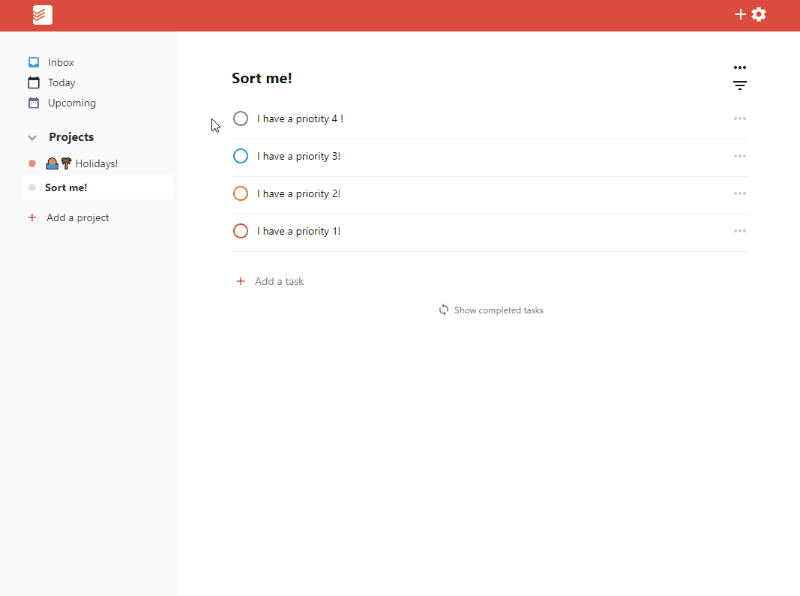 Inbox
Today
Upcoming
Projects
Holidays!
Sort me!
Add a project
Sort me!
I have a priotity 4 !
I have a priority 3!
I have a priority 2!
I have a priority 1!
Add a task
Show completed tasks